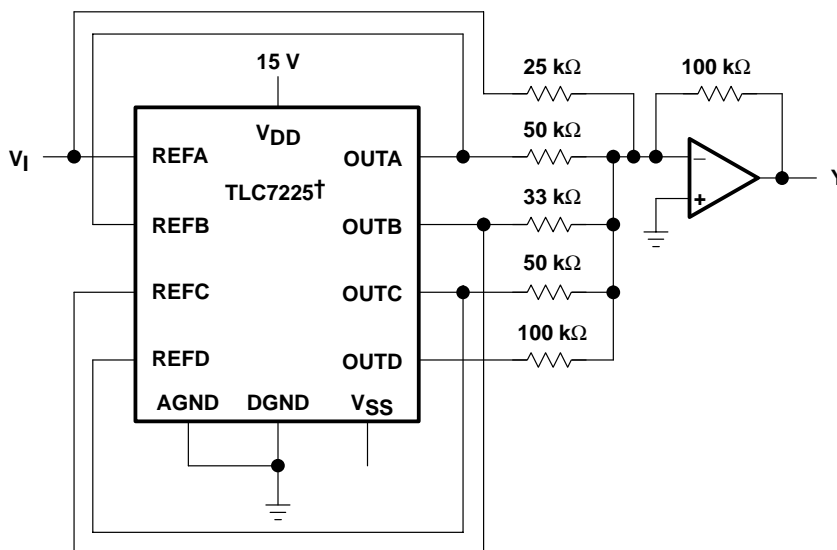 25 kΩ
100 kΩ
15 V
50 kΩ
VDD
VI
REFA
OUTA
–
Y
TLC7225†
33 kΩ
+
REFB
OUTB
50 kΩ
REFC
OUTC
100 kΩ
REFD
OUTD
AGND
DGND
VSS